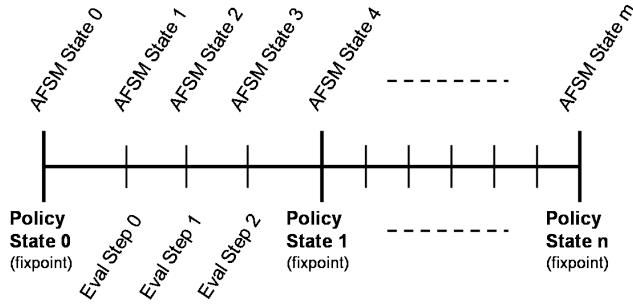 AFSM State 0
AFSM State 1
AFSM State 2
AFSM State 3
AFSM State 4
AFSM State m
Policy
State 0
(fixpoint)
Eval Step 0
Eval Step 1
Eval Step 2
Policy
State 1
(fixpoint)
Policy
State n
(fixpoint)